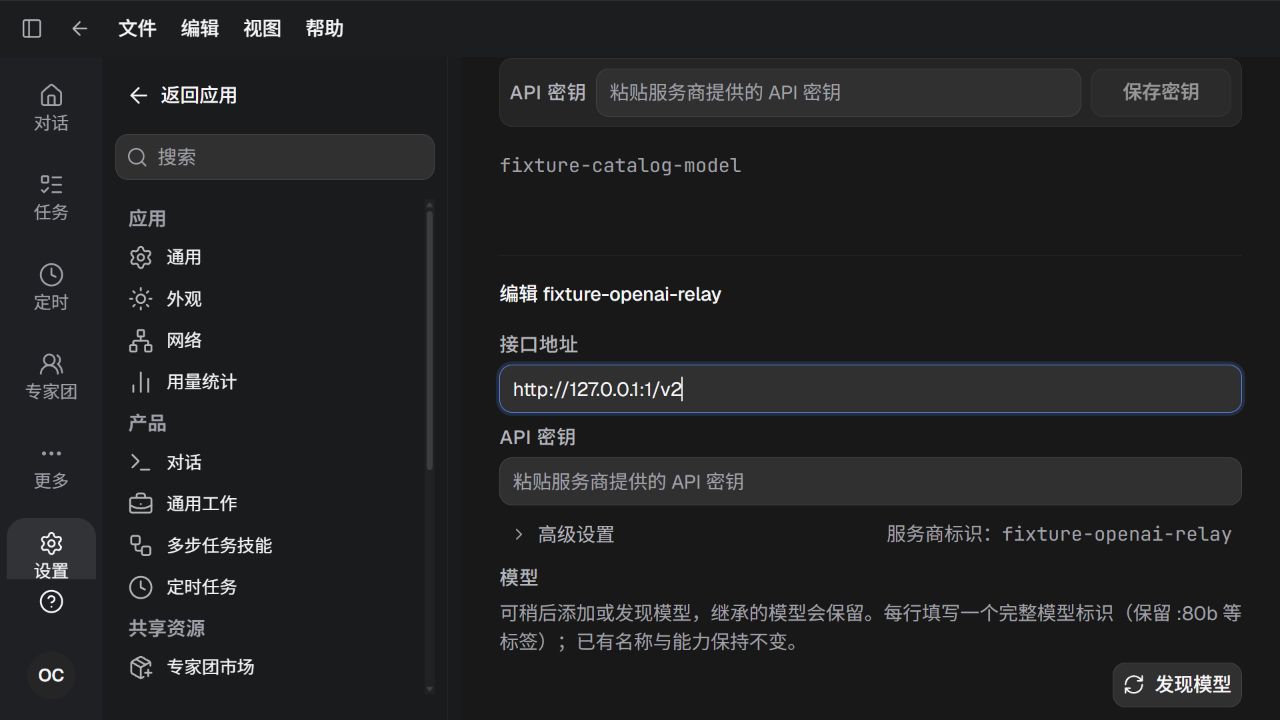 文件 编辑 视图 帮助
对话
任务
定时
专家团
更多
设置
OC
返回应用
搜索
应用
通用
外观
网络
用量统计
产品
对话
通用工作
多步任务技能
定时任务
共享资源
专家团市场
API 密钥 粘贴服务商提供的 API 密钥 保存密钥
fixture-catalog-model
编辑 fixture-openai-relay
接口地址
http://127.0.0.1:1/v2
API 密钥
粘贴服务商提供的 API 密钥
高级设置 服务商标识：fixture-openai-relay
模型
可稍后添加或发现模型，继承的模型会保留。每行填写一个完整模型标识（保留 :80b 等
标签）；已有名称与能力保持不变。
发现模型